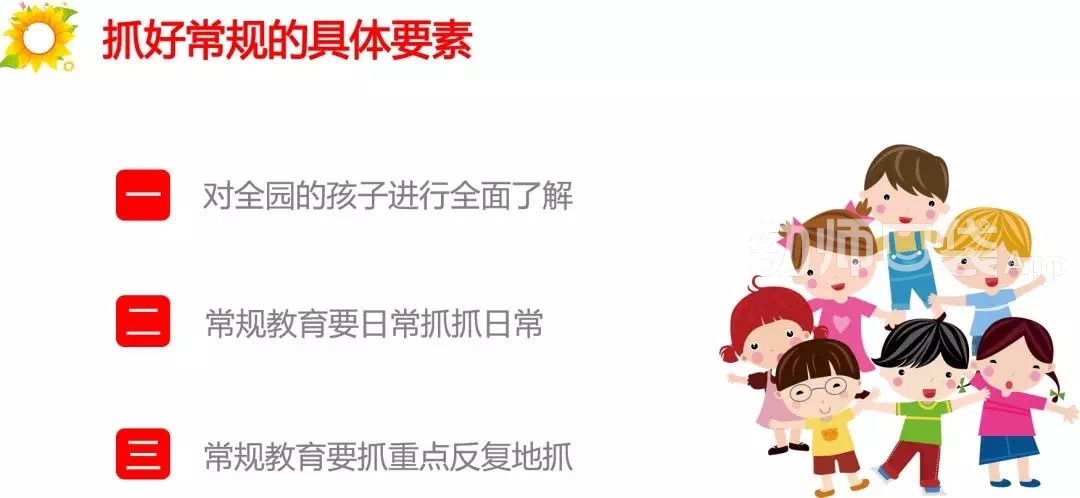 抓好常规的具体要素
一 对全园的孩子进行全面了解
幼师口袋App
二 常规教育要日常抓抓日常
三 常规教育要抓重点反复地抓